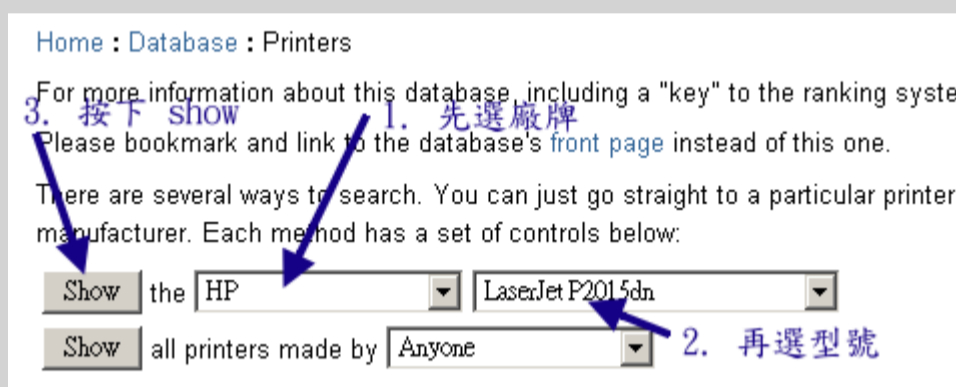 Home : Database : Printers
For more information about this database, including a "key" to the ranking syste
3. 按下 show
1. 先選廠牌
Please bookmark and link to the database's front page instead of this one.
There are several ways to search. You can just go straight to a particular printer
manufacturer. Each method has a set of controls below:
Show the HP LaserJet P2015dn
Show all printers made by Anyone
2. 再選型號